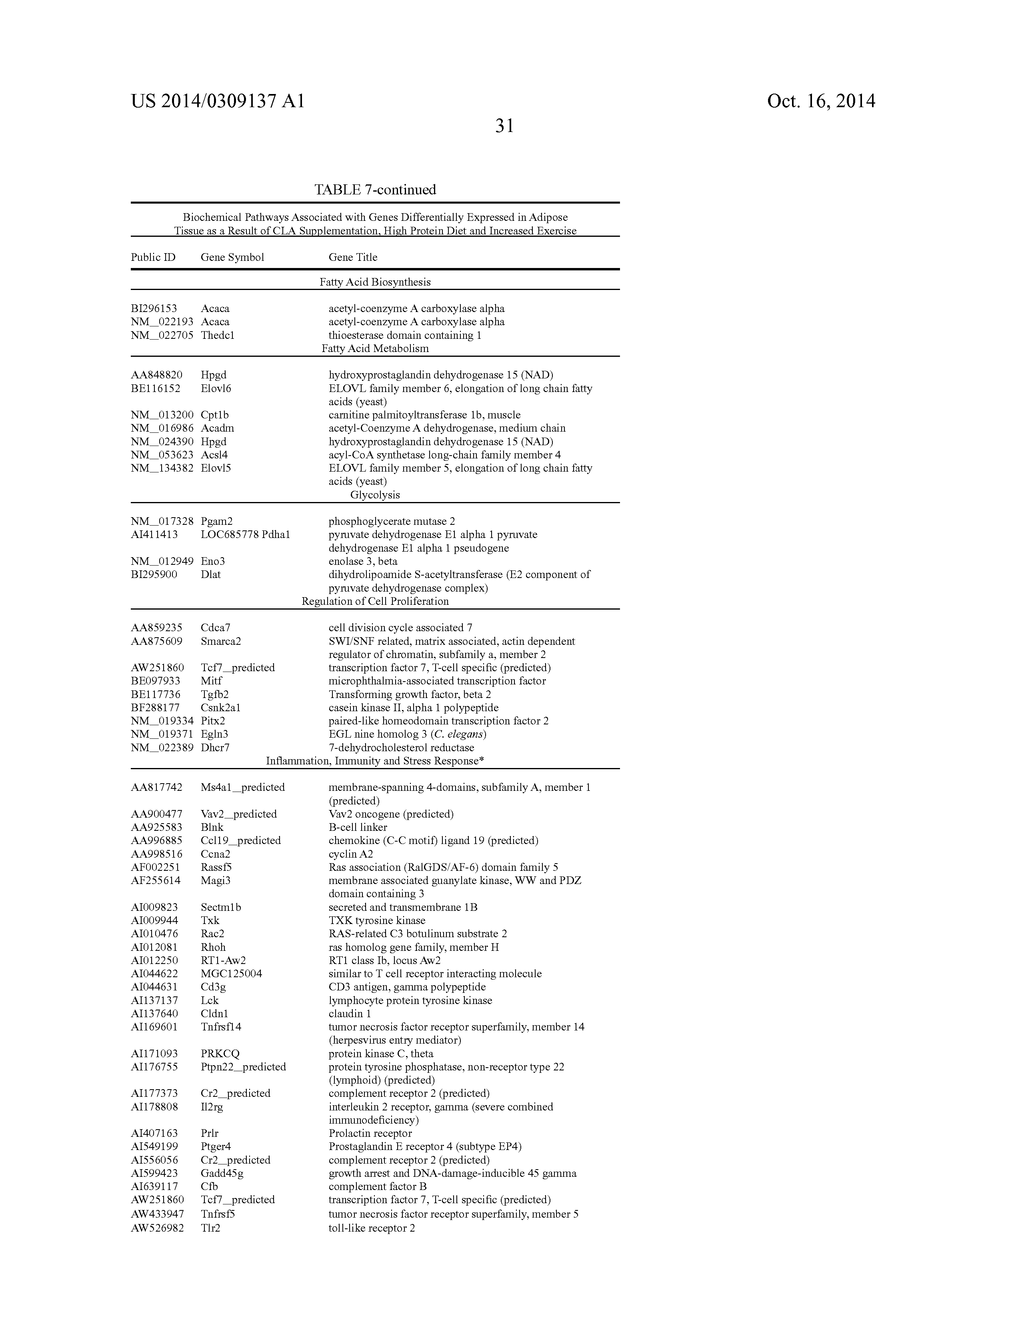 US 2014/0309137 A1 Oct. 16, 2014
31
TABLE 7-continued
Biochemical Pathways Associated with Genes Differentially Expressed in Adipose
Tissue as a Result of CLA Supplementation, High Protein Diet and Increased Exercise
Public ID Gene Symbol Gene Title
Fatty Acid Biosynthesis
BI296153 Acaca acetyl-coenzyme A carboxylase alpha
NM__022193 Acaca acetyl-coenzyme A carboxylase alpha
NM__022705 Thedc1 thioesterase domain containing 1
Fatty Acid Metabolism
AA848820 Hpgd hydroxyprostaglandin dehydrogenase 15 (NAD)
BE116152 Elovl6 ELOVL family member 6, elongation of long chain fatty
acids (yeast)
NM__013200 Cpt1b carnitine palmitoyltransferase 1b, muscle
NM__016986 Acadm acetyl-Coenzyme A dehydrogenase, medium chain
NM__024390 Hpgd hydroxyprostaglandin dehydrogenase 15 (NAD)
NM__053623 Acsl4 acyl-CoA synthetase long-chain family member 4
NM__134382 Elovl5 ELOVL family member 5, elongation of long chain fatty
acids (yeast)
Glycolysis
NM__017328 Pgam2 phosphoglycerate mutase 2
AI411413 LOC685778 Pdha1 pyruvate dehydrogenase E1 alpha 1 pyruvate
dehydrogenase E1 alpha 1 pseudogene
NM__012949 Eno3 enolase 3, beta
BI295900 Dlat dihydrolipoamide S-acetyltransferase (E2 component of
pyruvate dehydrogenase complex)
Regulation of Cell Proliferation
AA859235 Cdca7 cell division cycle associated 7
AA875609 Smarca2 SWI/SNF related, matrix associated, actin dependent
regulator of chromatin, subfamily a, member 2
AW251860 Tcf7__predicted transcription factor 7, T-cell specific (predicted)
BE097933 Mitf microphthalmia-associated transcription factor
BE117736 Tgfb2 Transforming growth factor, beta 2
BF288177 Csnk2a1 casein kinase II, alpha 1 polypeptide
NM__019334 Pitx2 paired-like homeodomain transcription factor 2
NM__019371 Egln3 EGL nine homolog 3 (C. elegans)
NM__022389 Dhcr7 7-dehydrocholesterol reductase
Inflammation, Immunity and Stress Response*
AA817742 Ms4a1__predicted membrane-spanning 4-domains, subfamily A, member 1
(predicted)
AA900477 Vav2__predicted Vav2 oncogene (predicted)
AA925583 Blnk B-cell linker
AA996885 Ccl19__predicted chemokine (C-C motif) ligand 19 (predicted)
AA998516 Ccna2 cyclin A2
AF002251 Rassf5 Ras association (RalGDS/AF-6) domain family 5
AF255614 Magi3 membrane associated guanylate kinase, WW and PDZ
domain containing 3
AI009823 Sectm1b secreted and transmembrane 1B
AI009944 Txk TXK tyrosine kinase
AI010476 Rac2 RAS-related C3 botulinum substrate 2
AI012081 Rhoh ras homolog gene family, member H
AI012250 RT1-Aw2 RT1 class Ib, locus Aw2
AI044622 MGC125004 similar to T cell receptor interacting molecule
AI044631 Cd3g CD3 antigen, gamma polypeptide
AI137137 Lck lymphocyte protein tyrosine kinase
AI137640 Cldn1 claudin 1
AI169601 Tnfrsf14 tumor necrosis factor receptor superfamily, member 14
(herpesvirus entry mediator)
AI171093 PRKCQ protein kinase C, theta
AI176755 Ptpn22__predicted protein tyrosine phosphatase, non-receptor type 22
(lymphoid) (predicted)
AI177373 Cr2__predicted complement receptor 2 (predicted)
AI178808 Il2rg interleukin 2 receptor, gamma (severe combined
immunodeficiency)
AI407163 Prlr Prolactin receptor
AI549199 Ptger4 Prostaglandin E receptor 4 (subtype EP4)
AI556056 Cr2__predicted complement receptor 2 (predicted)
AI599423 Gadd45g growth arrest and DNA-damage-inducible 45 gamma
AI639117 Cfb complement factor B
AW251860 Tcf7__predicted transcription factor 7, T-cell specific (predicted)
AW433947 Tnfrsf5 tumor necrosis factor receptor superfamily, member 5
AW526982 Tlr2 toll-like receptor 2